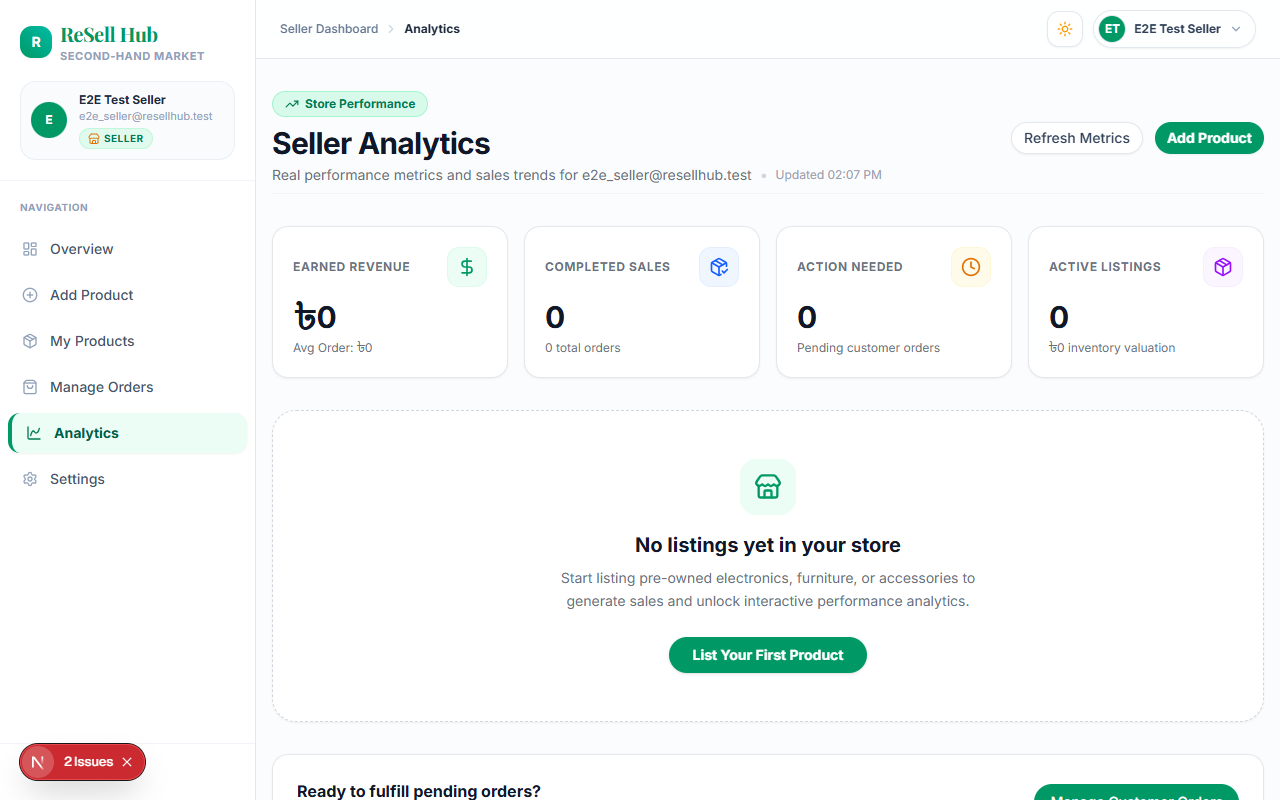 R
ReSell Hub
SECOND-HAND MARKET
E
E2E Test Seller
e2e_seller@resellhub.test
SELLER
NAVIGATION
Overview
Add Product
My Products
Manage Orders
Analytics
Settings
N
2 Issues
Seller Dashboard
Analytics
ET
E2E Test Seller
Store Performance
Seller Analytics
Real performance metrics and sales trends for e2e_seller@resellhub.test • Updated 02:07 PM
Refresh Metrics
Add Product
EARNED REVENUE
৳0
Avg Order: ৳0
COMPLETED SALES
0
0 total orders
ACTION NEEDED
0
Pending customer orders
ACTIVE LISTINGS
0
৳0 inventory valuation
No listings yet in your store
Start listing pre-owned electronics, furniture, or accessories to
generate sales and unlock interactive performance analytics.
List Your First Product
Ready to fulfill pending orders?
Manage Customer Orders